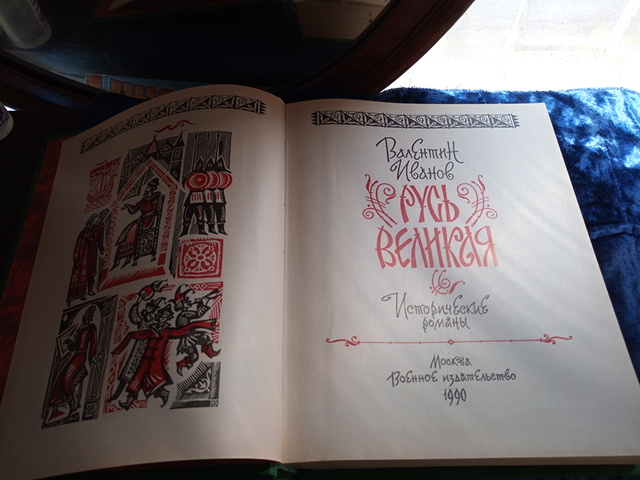 Валентин
Иванов
РУСЬ
ВЕЛИКАЯ
Исторические
романы
Москва
Военное издательство
1990